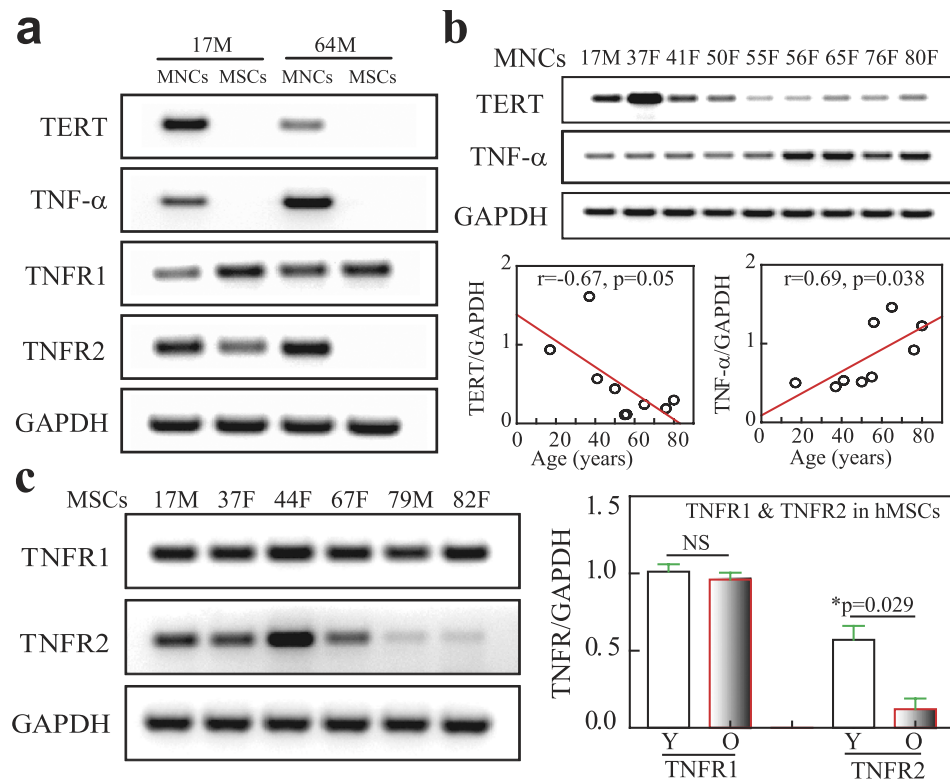 a
17M 64M
MNCs MSCs MNCs MSCs
TERT
TNF-α
TNFR1
TNFR2
GAPDH
b
MNCs 17M 37F 41F 50F 55F 56F 65F 76F 80F
TERT
TNF-α
GAPDH
r=-0.67, p=0.05
TERT/GAPDH
2
1
0
0 20 40 60 80
Age (years)
r=0.69, p=0.038
TNF-α/GAPDH
2
1
0
0 20 40 60 80
Age (years)
c
MSCs 17M 37F 44F 67F 79M 82F
TNFR1
TNFR2
GAPDH
TNFR1 & TNFR2 in hMSCs
TNFR/GAPDH
1.5
1.0
0.5
0.0
NS
*p=0.029
Y O Y O
TNFR1 TNFR2